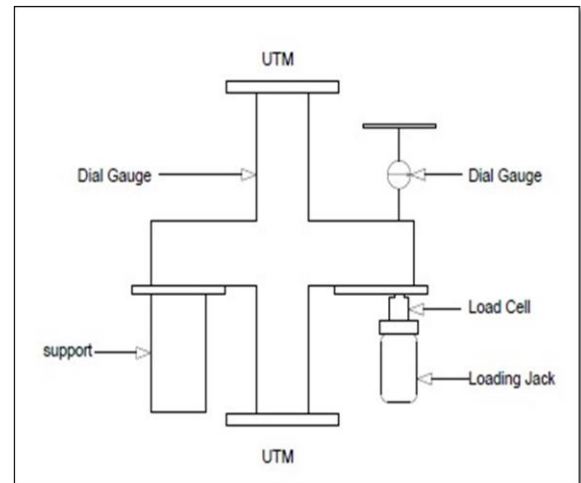 UTM
Dial Gauge
Dial Gauge
Load Cell
support
Loading Jack
UTM